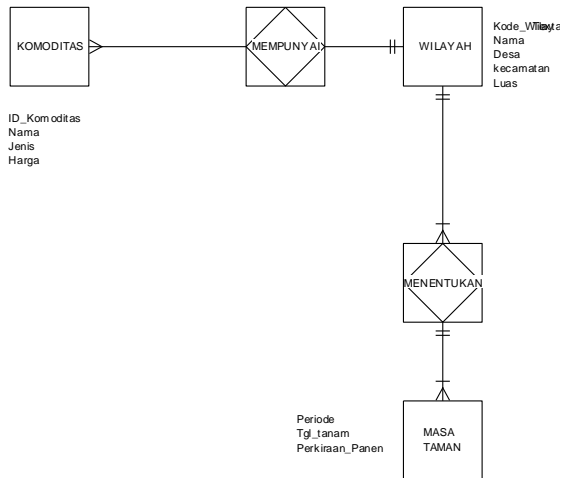 KOMODITAS
MEMPUNYAI
WILAYAH
Nama
Desa
kecamatan
Luas
ID_Komoditas
Nama
Jenis
Harga
MENENTUKAN
Periode
Tgl_tanam
Perkiraan_Panen
MASA
TAMAN